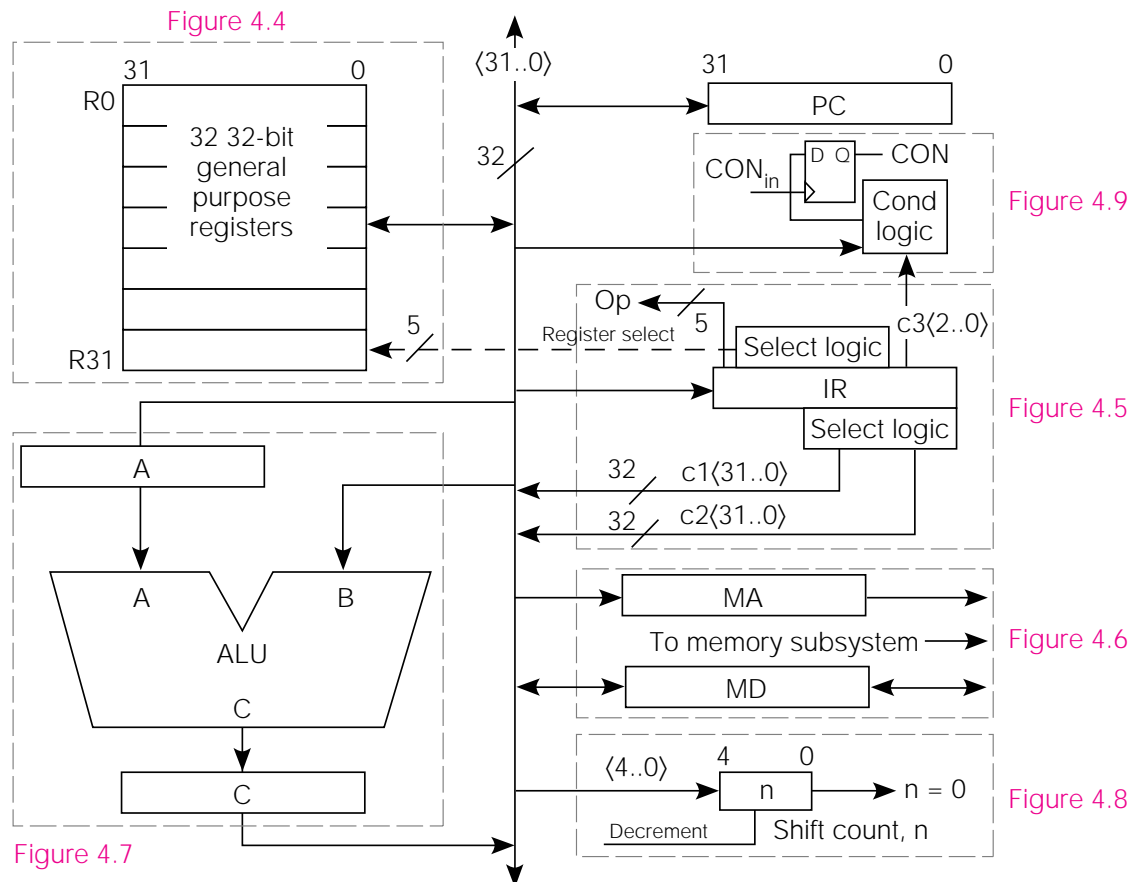 Figure 4.4
31 0
R0
32 32-bit
general
purpose
registers
R31
5
⟨31..0⟩
32
31 0
PC
D Q
CON
CON_in
Cond
logic
Figure 4.9
Op
5
c3⟨2..0⟩
Register select
Select logic
IR
Select logic
Figure 4.5
32
c1⟨31..0⟩
32
c2⟨31..0⟩
A
A
B
ALU
C
C
Figure 4.7
MA
To memory subsystem
MD
Figure 4.6
⟨4..0⟩
4 0
n
n = 0
Decrement
Shift count, n
Figure 4.8